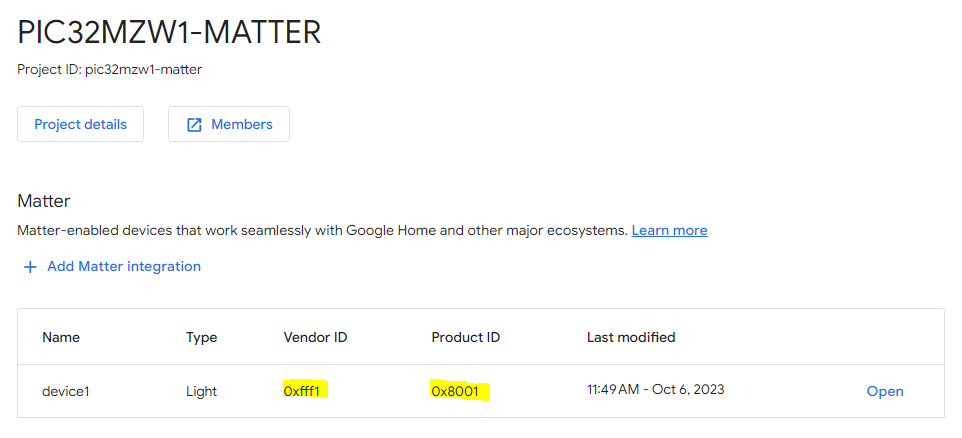 PIC32MZW1-MATTER
Project ID: pic32mzw1-matter
Project details
Members
Matter
Matter-enabled devices that work seamlessly with Google Home and other major ecosystems. Learn more
+ Add Matter integration
Name Type Vendor ID Product ID Last modified
device1 Light 0xfff1 0x8001 11:49 AM - Oct 6, 2023 Open